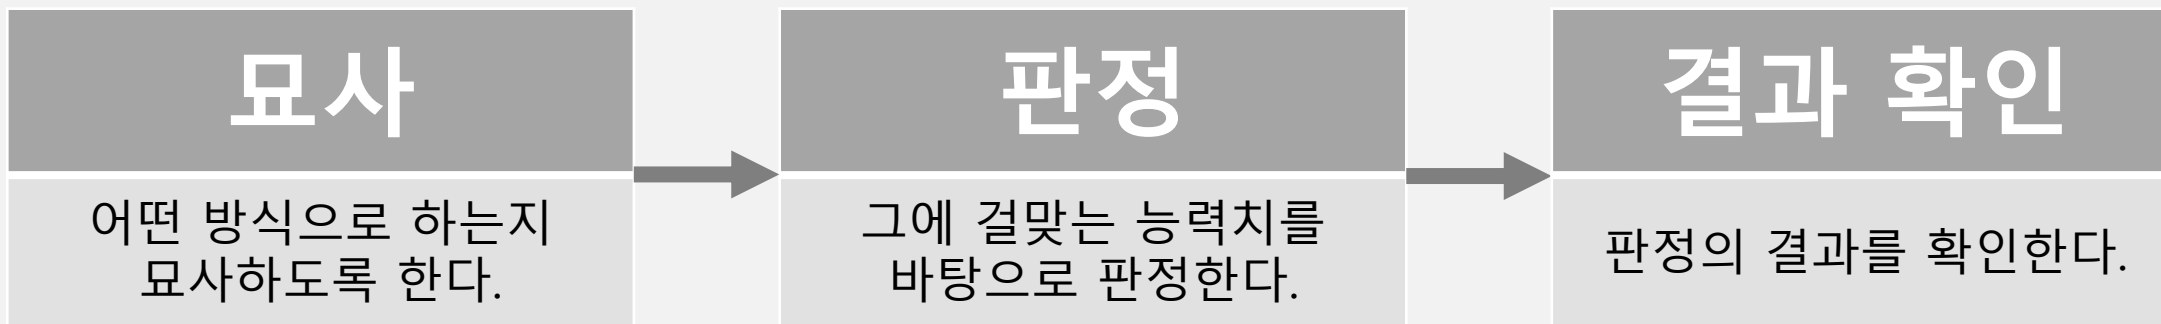 묘사
어떤 방식으로 하는지
묘사하도록 한다.
판정
그에 걸맞는 능력치를
바탕으로 판정한다.
결과 확인
판정의 결과를 확인한다.